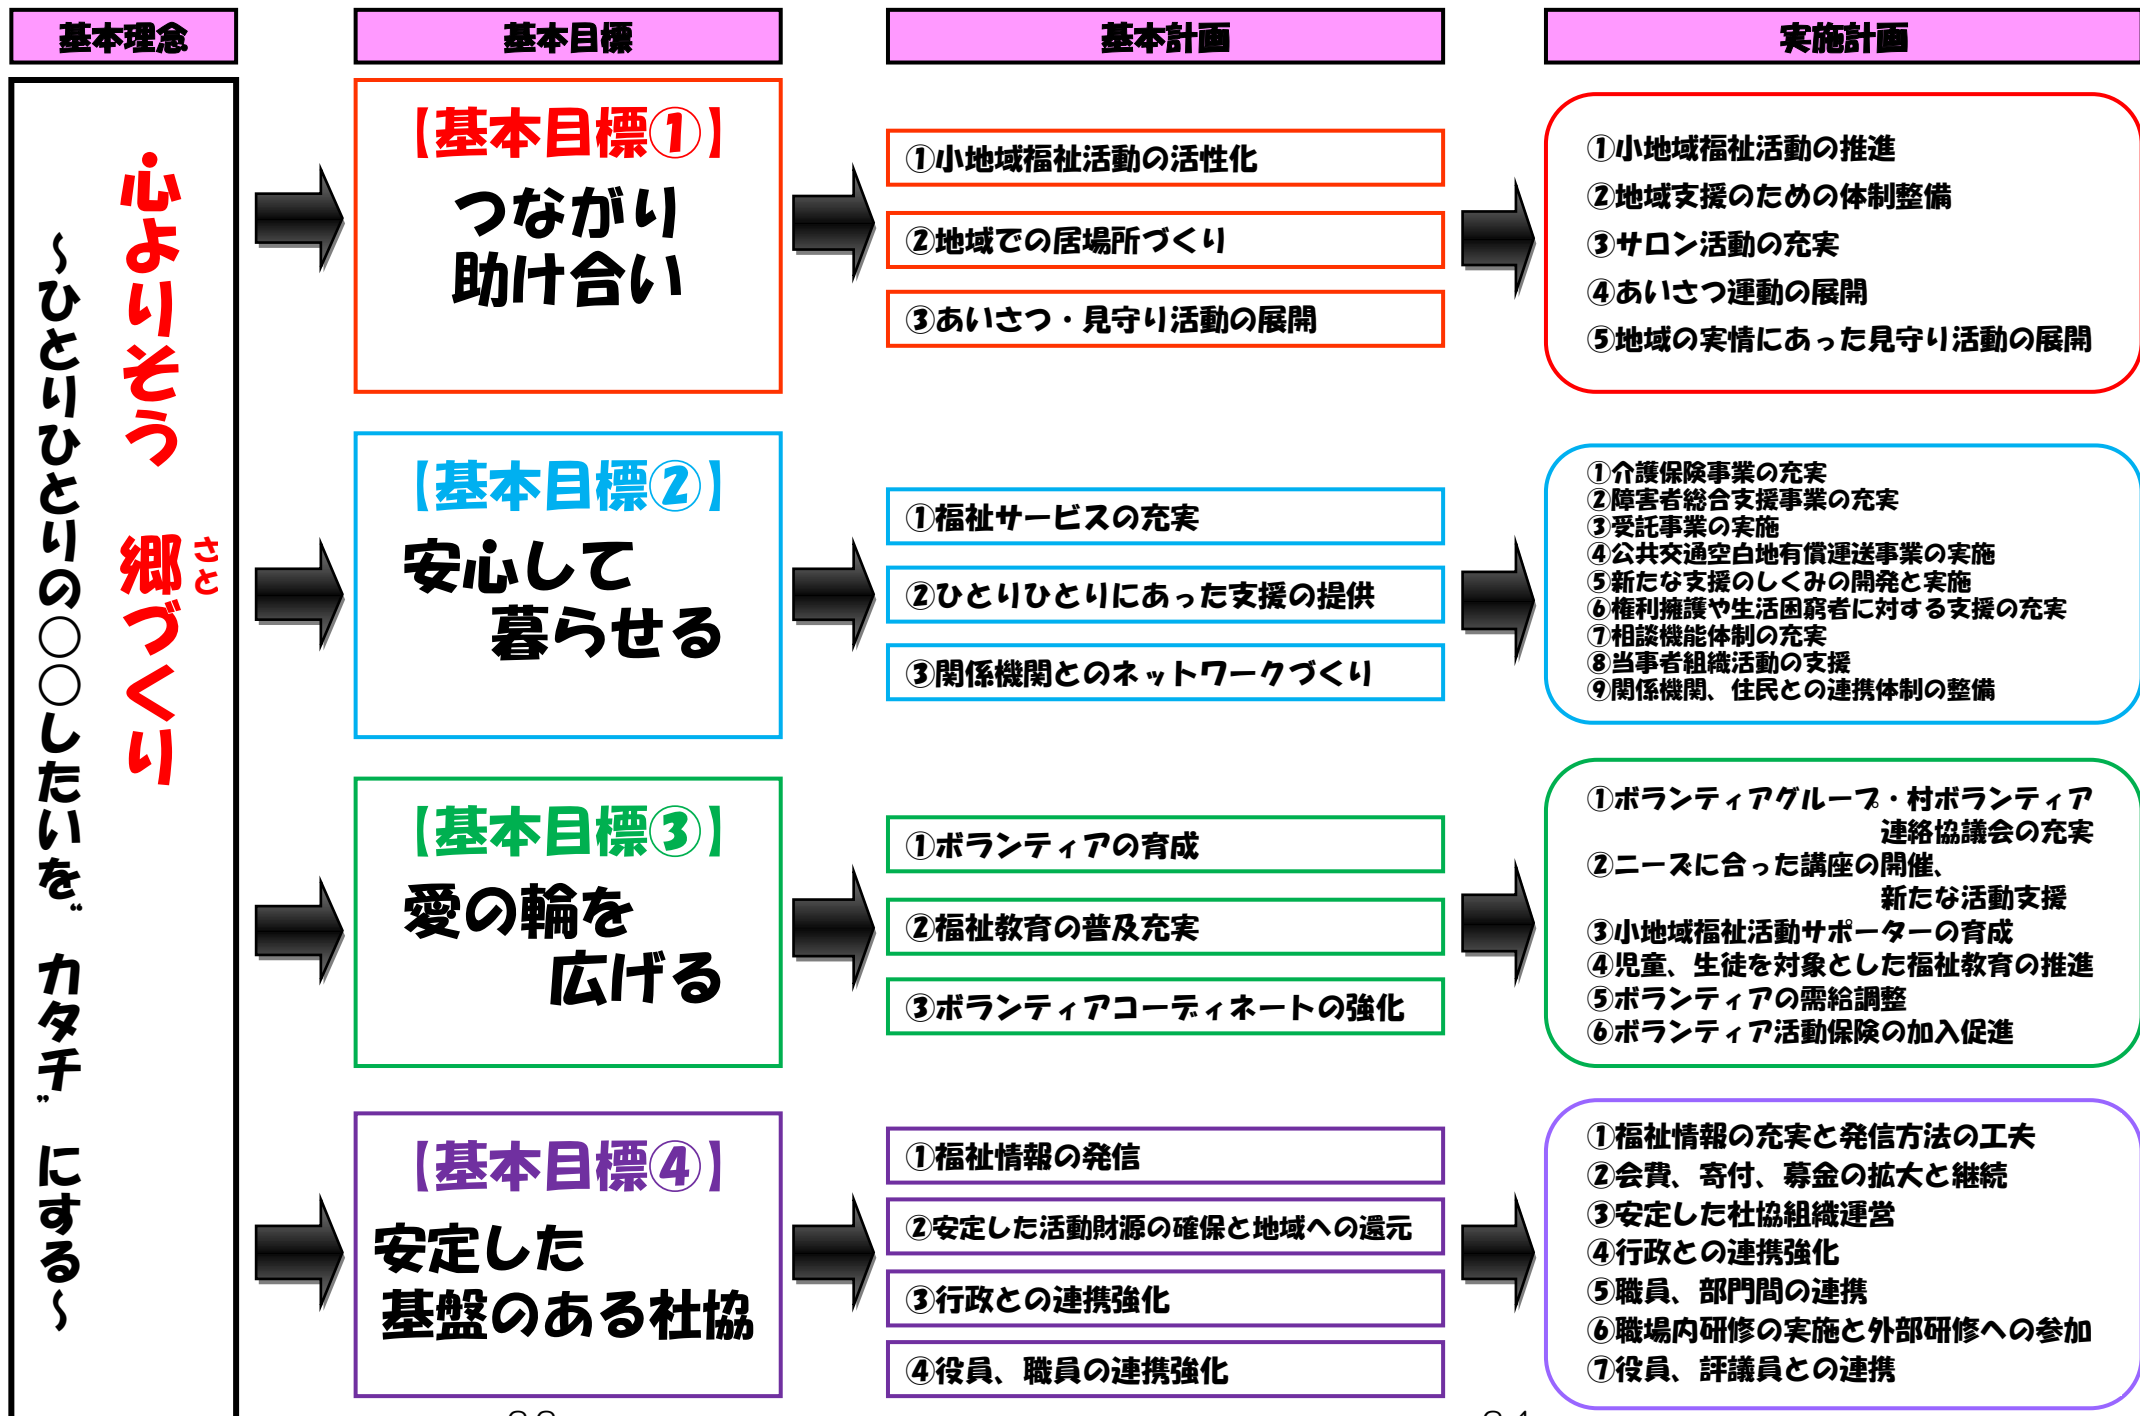 基本理念
心よりそう　郷づくり
さと
～ひとりひとりの○○したいを“カタチ”にする～
基本目標
基本計画
実施計画
【基本目標①】
つながり
助け合い
①小地域福祉活動の活性化
②地域での居場所づくり
③あいさつ・見守り活動の展開
①小地域福祉活動の推進
②地域支援のための体制整備
③サロン活動の充実
④あいさつ運動の展開
⑤地域の実情にあった見守り活動の展開
【基本目標②】
安心して
暮らせる
①福祉サービスの充実
②ひとりひとりにあった支援の提供
③関係機関とのネットワークづくり
①介護保険事業の充実
②障害者総合支援事業の充実
③受託事業の実施
④公共交通空白地有償運送事業の実施
⑤新たな支援のしくみの開発と実施
⑥権利擁護や生活困窮者に対する支援の充実
⑦相談機能体制の充実
⑧当事者組織活動の支援
⑨関係機関、住民との連携体制の整備
【基本目標③】
愛の輪を
広げる
①ボランティアの育成
②福祉教育の普及充実
③ボランティアコーディネートの強化
①ボランティアグループ・村ボランティア
連絡協議会の充実
②ニーズに合った講座の開催、
新たな活動支援
③小地域福祉活動サポーターの育成
④児童、生徒を対象とした福祉教育の推進
⑤ボランティアの需給調整
⑥ボランティア活動保険の加入促進
【基本目標④】
安定した
基盤のある社協
①福祉情報の発信
②安定した活動財源の確保と地域への還元
③行政との連携強化
④役員、職員の連携強化
①福祉情報の充実と発信方法の工夫
②会費、寄付、募金の拡大と継続
③安定した社協組織運営
④行政との連携強化
⑤職員、部門間の連携
⑥職場内研修の実施と外部研修への参加
⑦役員、評議員との連携